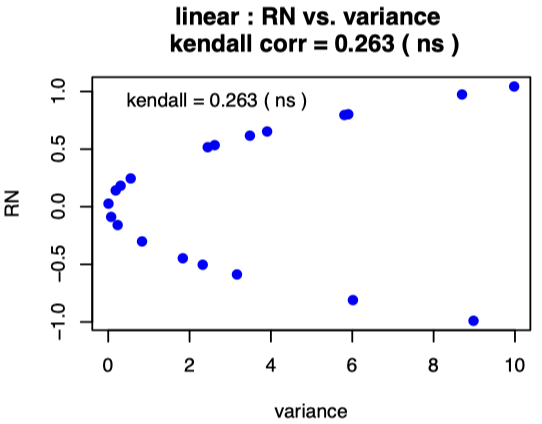 linear : RN vs. variance
kendall corr = 0.263 ( ns )
kendall = 0.263 ( ns )
RN
1.0
0.5
0.0
−0.5
−1.0
0 2 4 6 8 10
variance